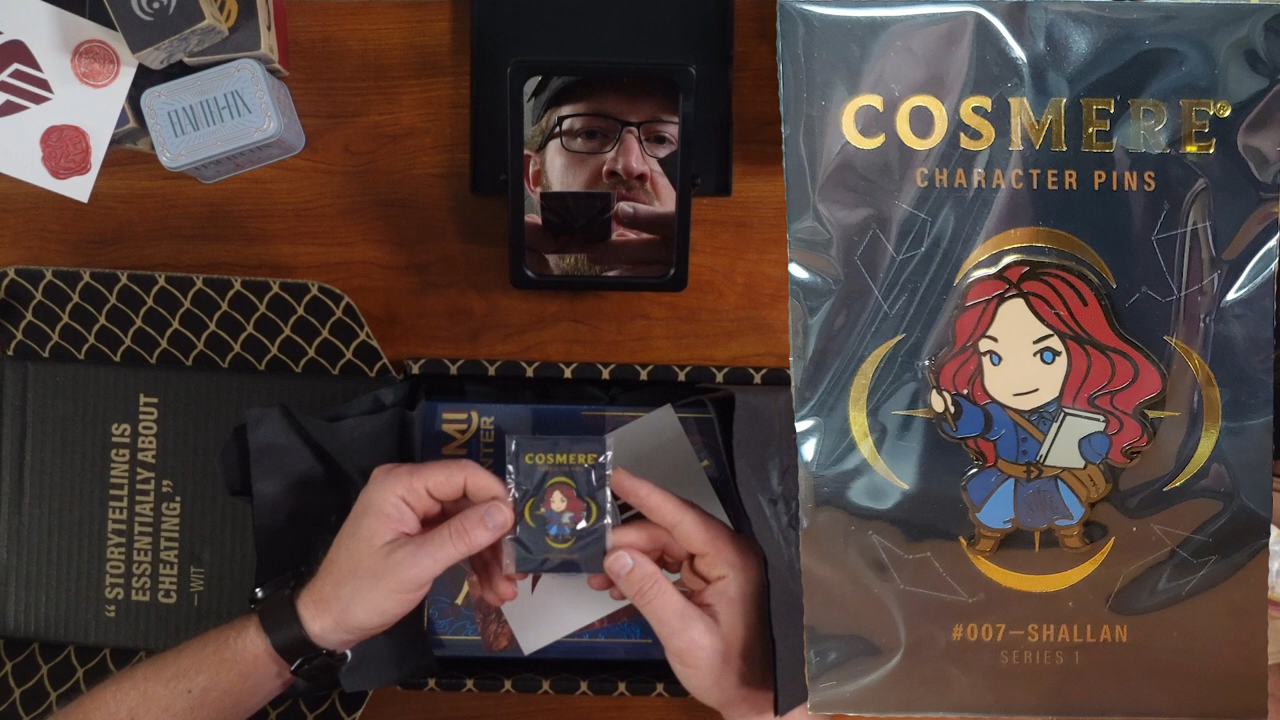 COSMERE®
CHARACTER PINS
#007—SHALLAN
SERIES 1
“STORYTELLING IS
ESSENTIALLY ABOUT
CHEATING.”
—WIT
COSMERE